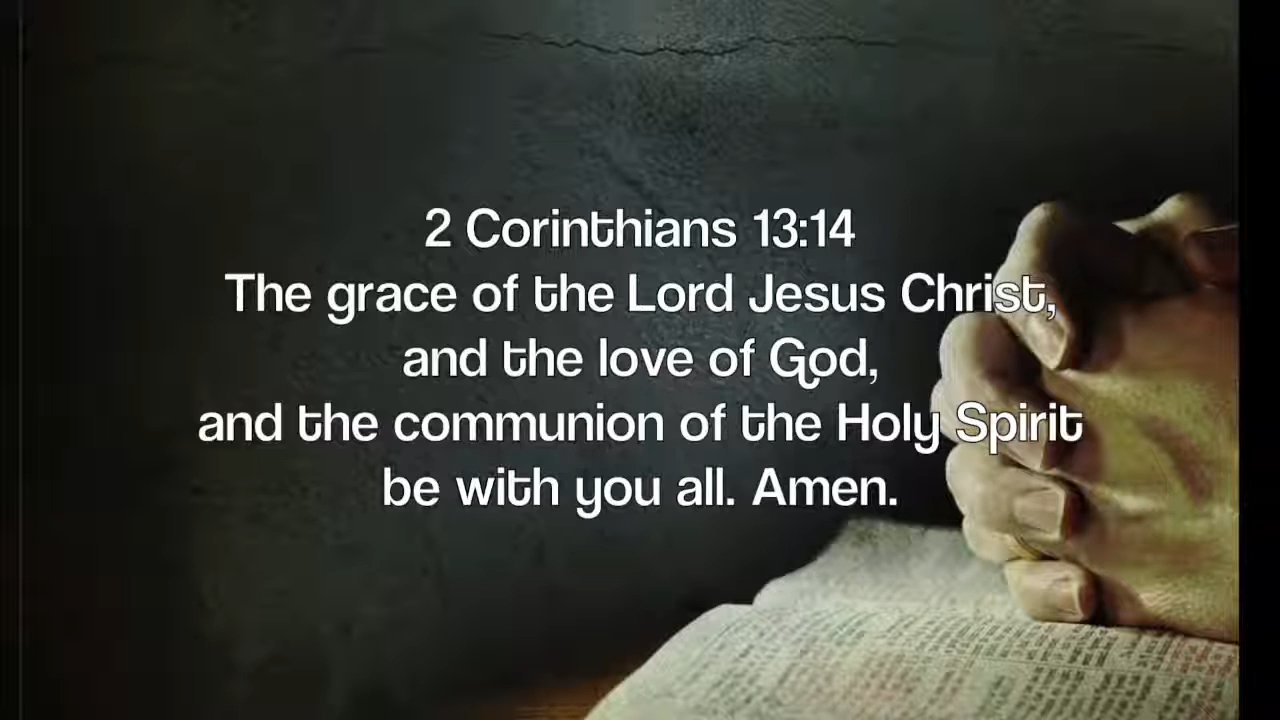 2 Corinthians 13:14
The grace of the Lord Jesus Christ,
and the love of God,
and the communion of the Holy Spirit
be with you all. Amen.